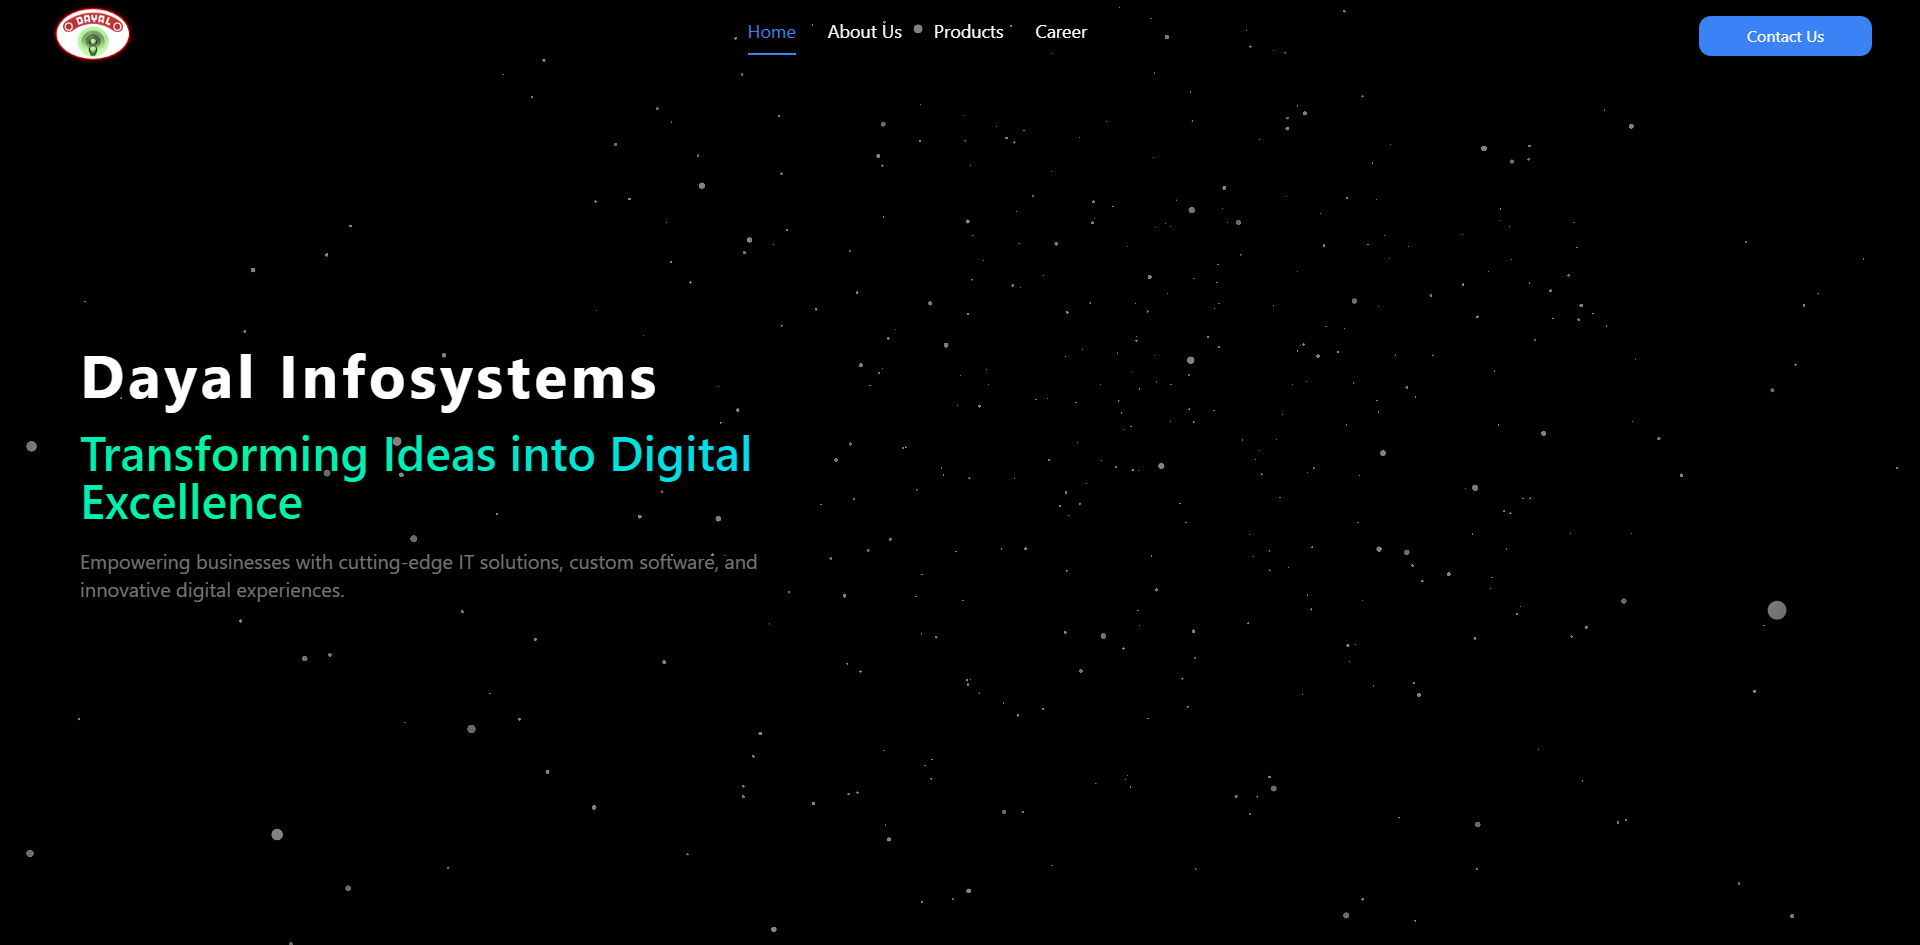 DAYAL
Home
About Us
Products
Career
Contact Us
Dayal Infosystems
Transforming Ideas into Digital
Excellence
Empowering businesses with cutting-edge IT solutions, custom software, and
innovative digital experiences.